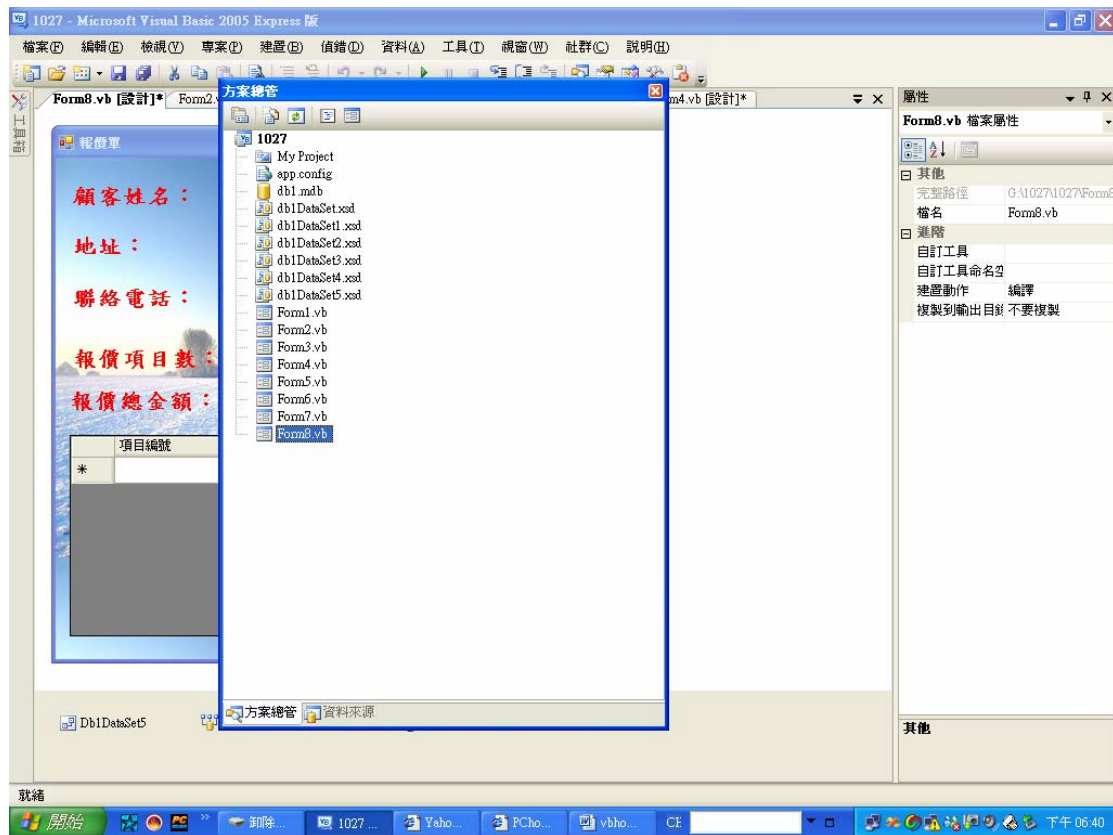 1027 - Microsoft Visual Basic 2005 Express 版
檔案(F) 編輯(E) 檢視(V) 專案(P) 建置(B) 偵錯(D) 資料(A) 工具(T) 視窗(W) 社群(C) 說明(H)
Form8.vb [設計]* Form2.v
m4.vb [設計]*
工具箱
報價單
顧客姓名：
地址：
聯絡電話：
報價項目數：
報價總金額：
項目編號
Db1DataSet5
方案總管
1027
My Project
app.config
db1.mdb
db1DataSet.xsd
db1DataSet1.xsd
db1DataSet2.xsd
db1DataSet3.xsd
db1DataSet4.xsd
db1DataSet5.xsd
Form1.vb
Form2.vb
Form3.vb
Form4.vb
Form5.vb
Form6.vb
Form7.vb
Form8.vb
方案總管 資料來源
屬性
Form8.vb 檔案屬性
其他
完整路徑 G:\1027\1027\Form8
檔名 Form8.vb
進階
自訂工具
自訂工具命名空
建置動作 編譯
複製到輸出目錄 不要複製
其他
就緒
開始 卸除... 1027 ... Yaho... PCho... vbho... CH 下午 06:40